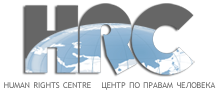 HRC
HUMAN RIGHTS CENTRE ЦЕНТР ПО ПРАВАМ ЧЕЛОВЕКА